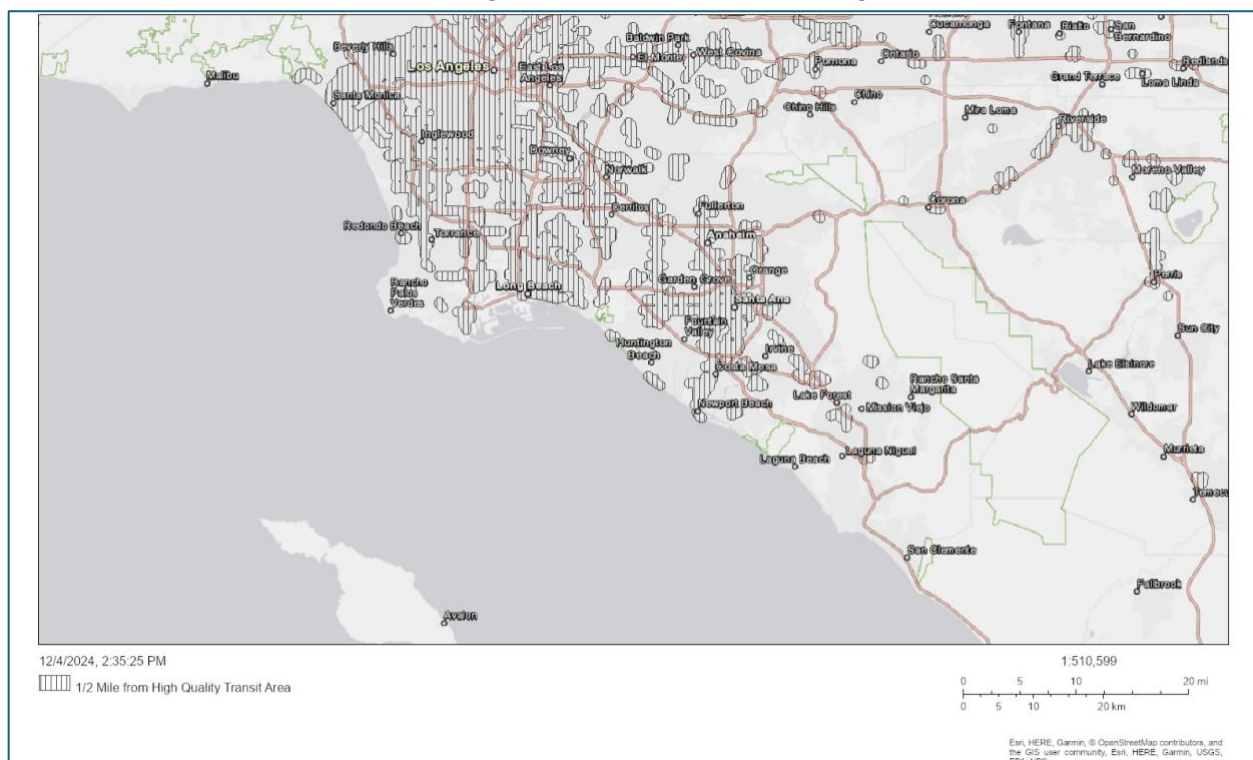 Cucamonga
Fontana
Rialto
San
Bernardino
Baldwin Park
West Covina
El Monte
Beverly Hills
Los Angeles
East Los
Angeles
Pomona
Ontario
Redlands
Loma Linda
Grand Terrace
Malibu
Santa Monica
Chino
Chino Hills
Mira Loma
Riverside
Inglewood
Downey
Norwalk
Moreno Valley
Cerritos
Fullerton
Corona
Redondo Beach
Torrance
Anaheim
Orange
Garden Grove
Perris
Rancho
Palos
Verdes
Long Beach
Santa Ana
Fountain
Valley
Sun City
Huntington
Beach
Irvine
Costa Mesa
Lake Elsinore
Rancho Santa
Margarita
Lake Forest
Mission Viejo
Newport Beach
Wildomar
Laguna Beach
Laguna Niguel
Murrieta
Temecu
San Clemente
Fallbrook
Avalon
12/4/2024, 2:35:25 PM
1/2 Mile from High Quality Transit Area
1:510,599
0 5 10 20 mi
0 5 10 20 km
Esri, HERE, Garmin, © OpenStreetMap contributors, and
the GIS user community, Esri, HERE, Garmin, USGS,